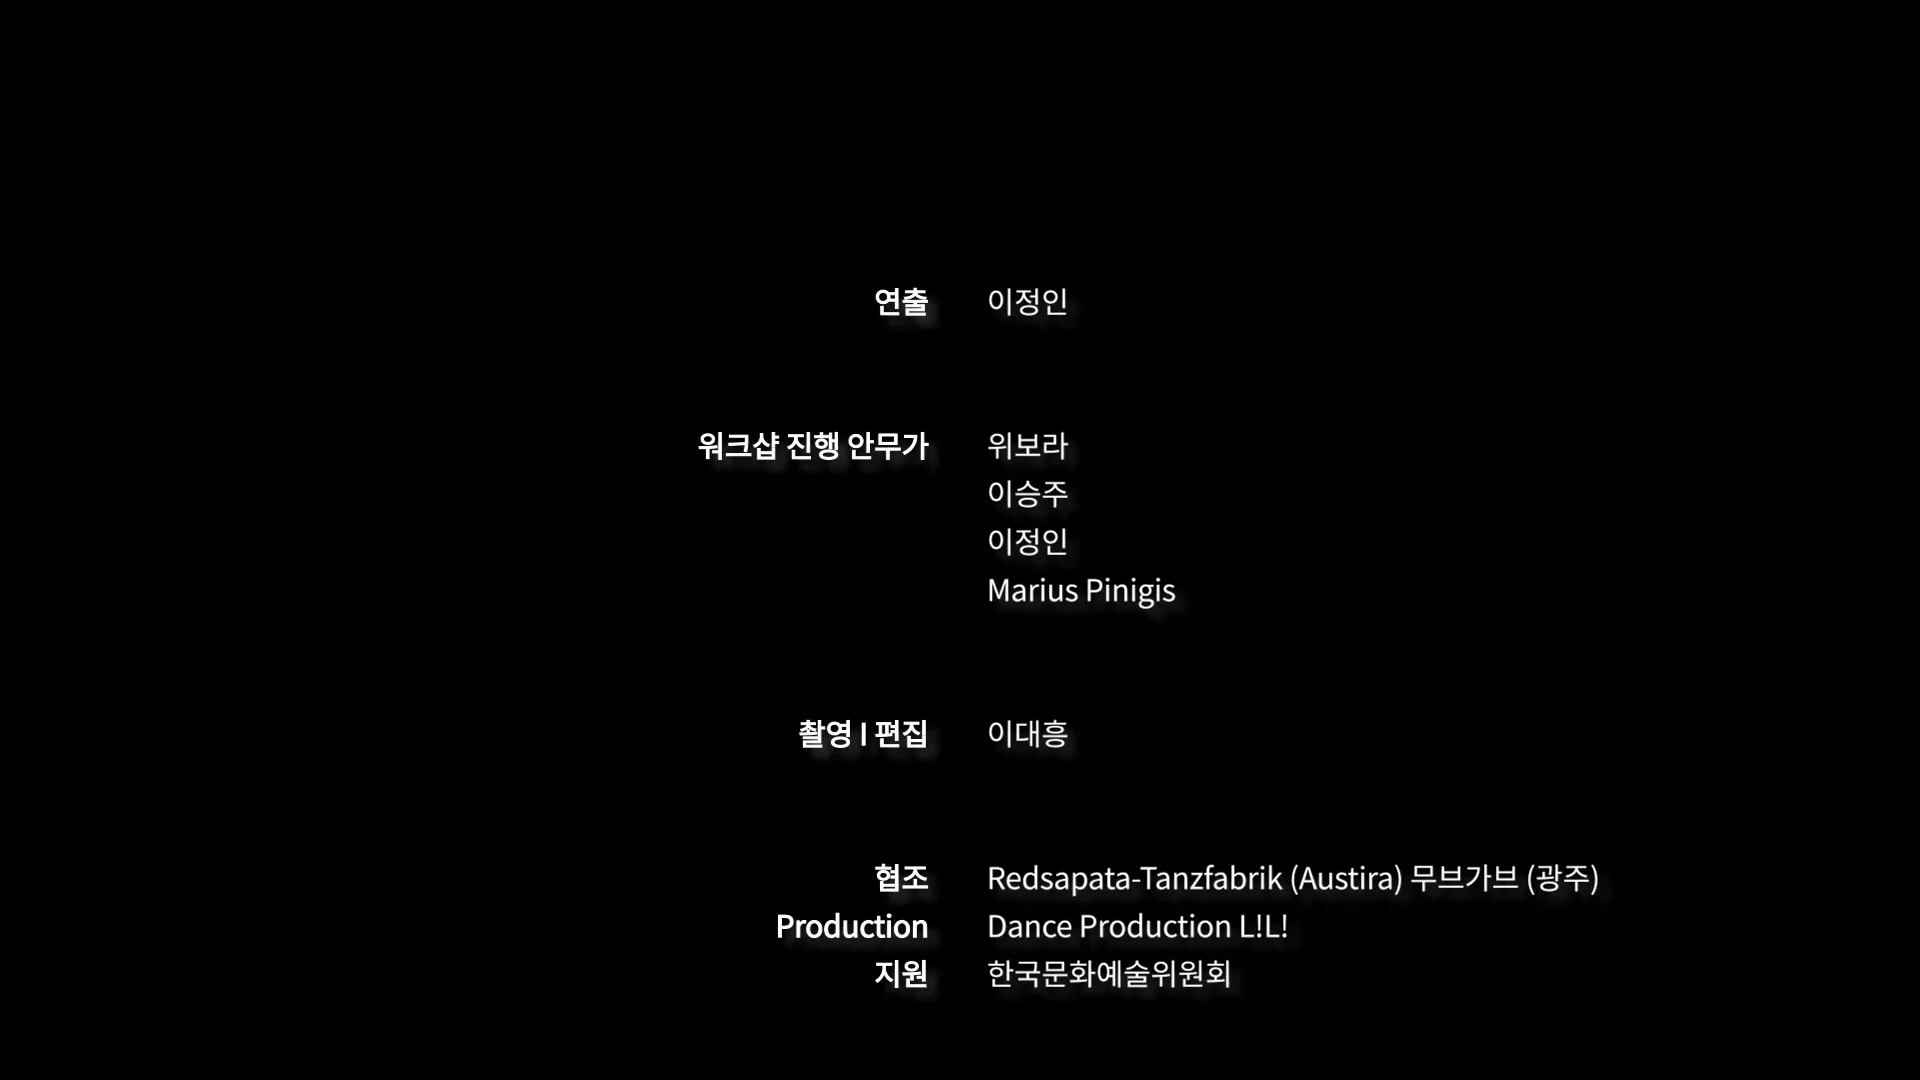 연출 이정인
워크샵 진행 안무가 위보라
이승주
이정인
Marius Pinigis
촬영 I 편집 이대흥
협조 Redsapata-Tanzfabrik (Austira) 무브가브 (광주)
Production Dance Production L!L!
지원 한국문화예술위원회